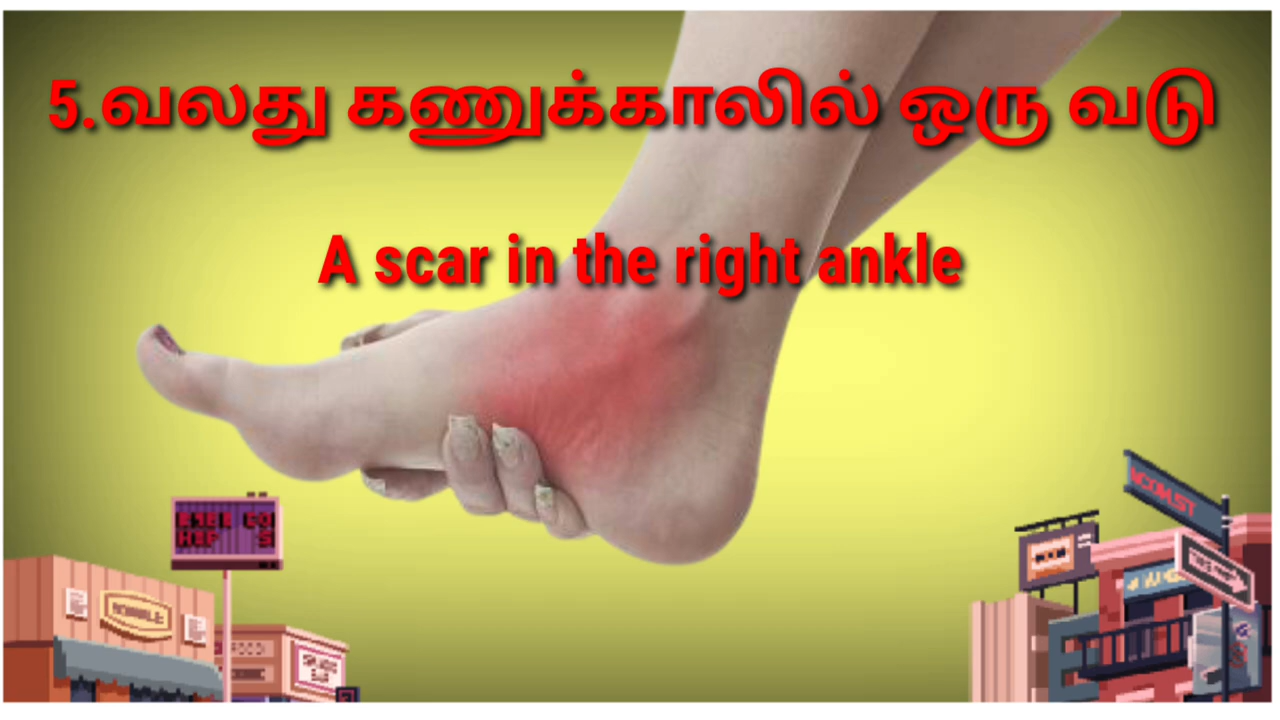 5.வலது கணுக்காலில் ஒரு வடு
A scar in the right ankle